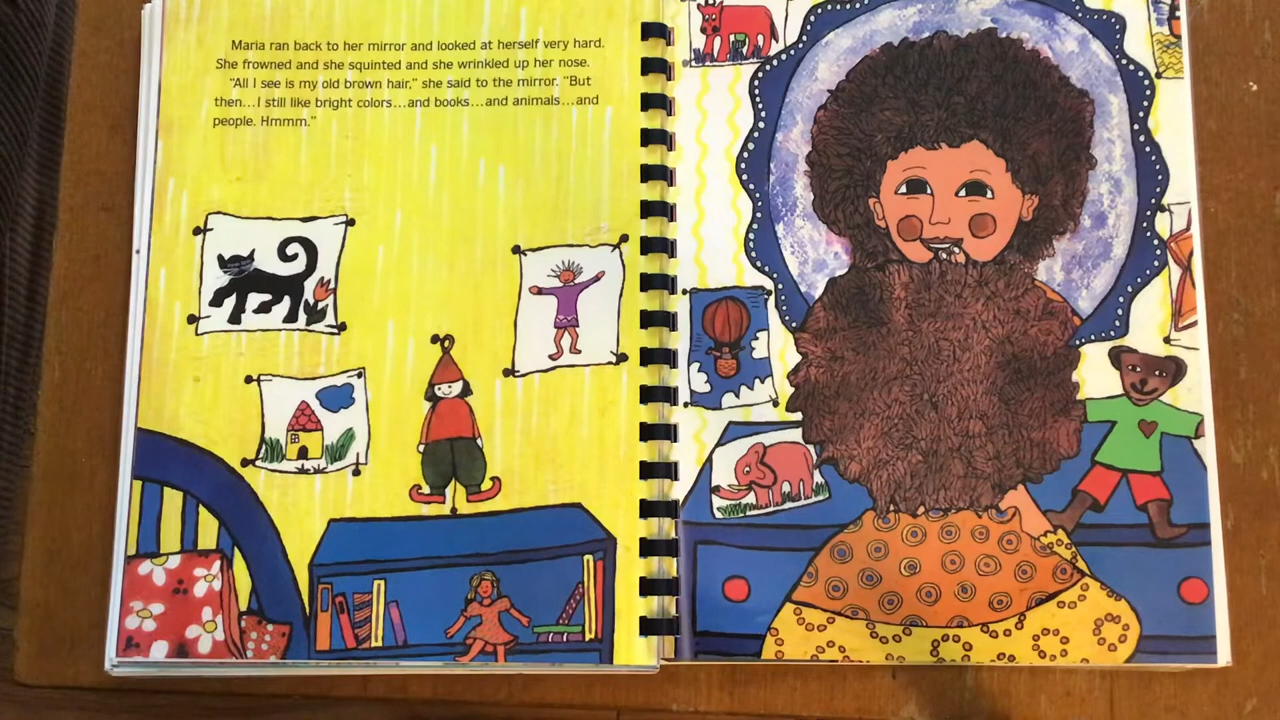 Maria ran back to her mirror and looked at herself very hard.
She frowned and she squinted and she wrinkled up her nose.
“All I see is my old brown hair,” she said to the mirror. “But
then...I still like bright colors...and books...and animals...and
people. Hmmm.”